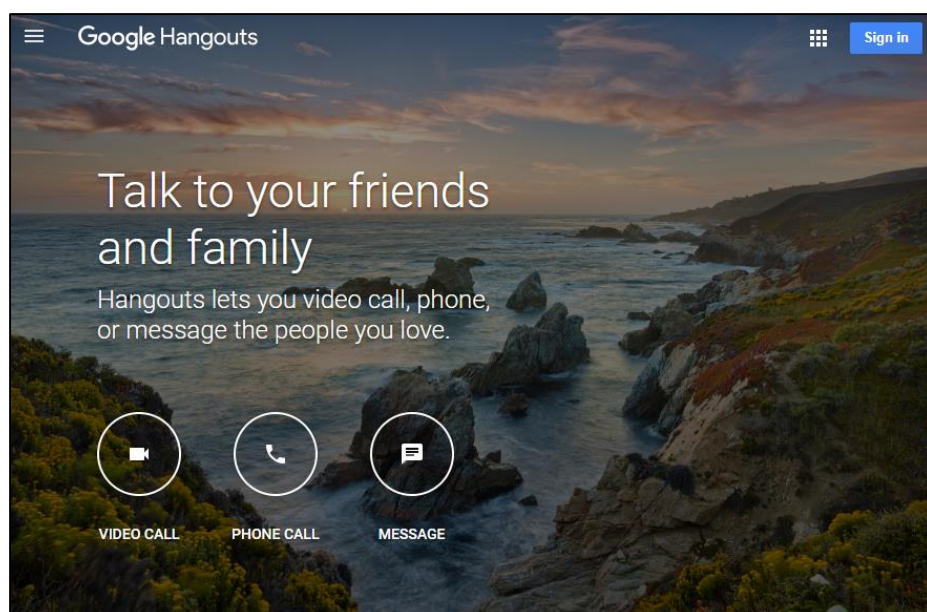 Google Hangouts
Sign in
Talk to your friends
and family
Hangouts lets you video call, phone,
or message the people you love.
VIDEO CALL
PHONE CALL
MESSAGE